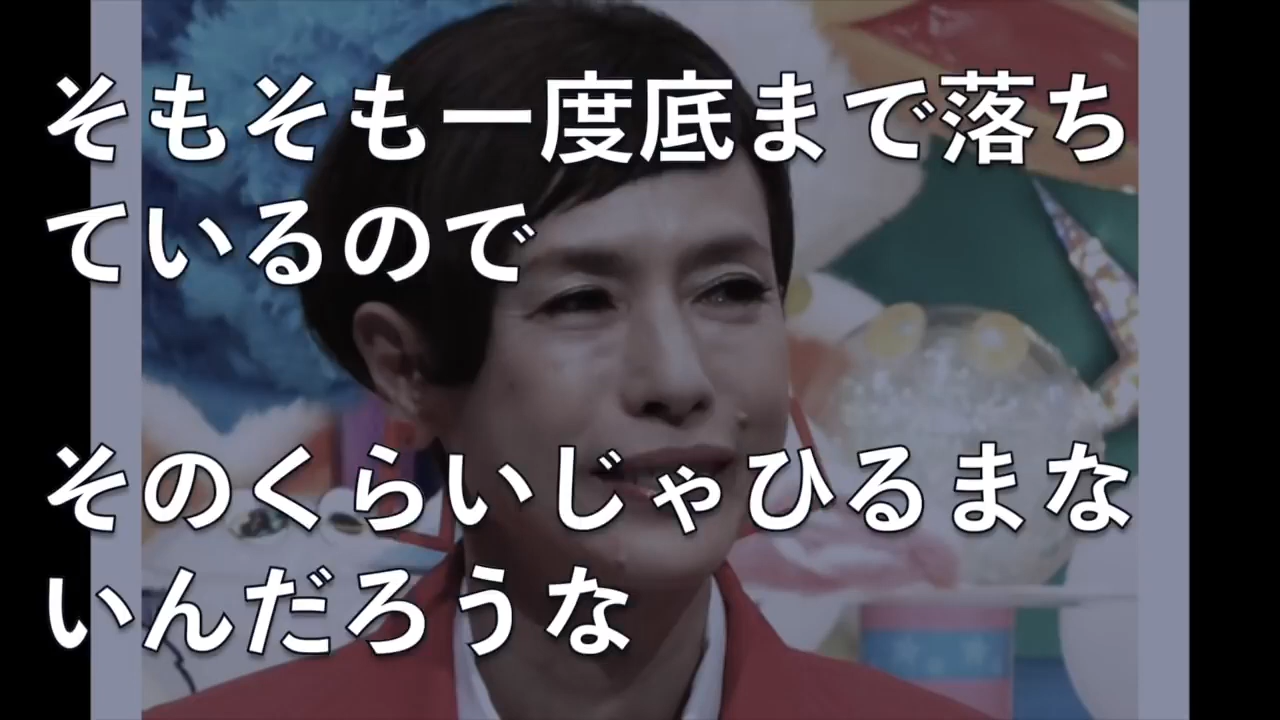 そもそも一度底まで落ち
ているので
そのくらいじゃひるまな
いんだろうな